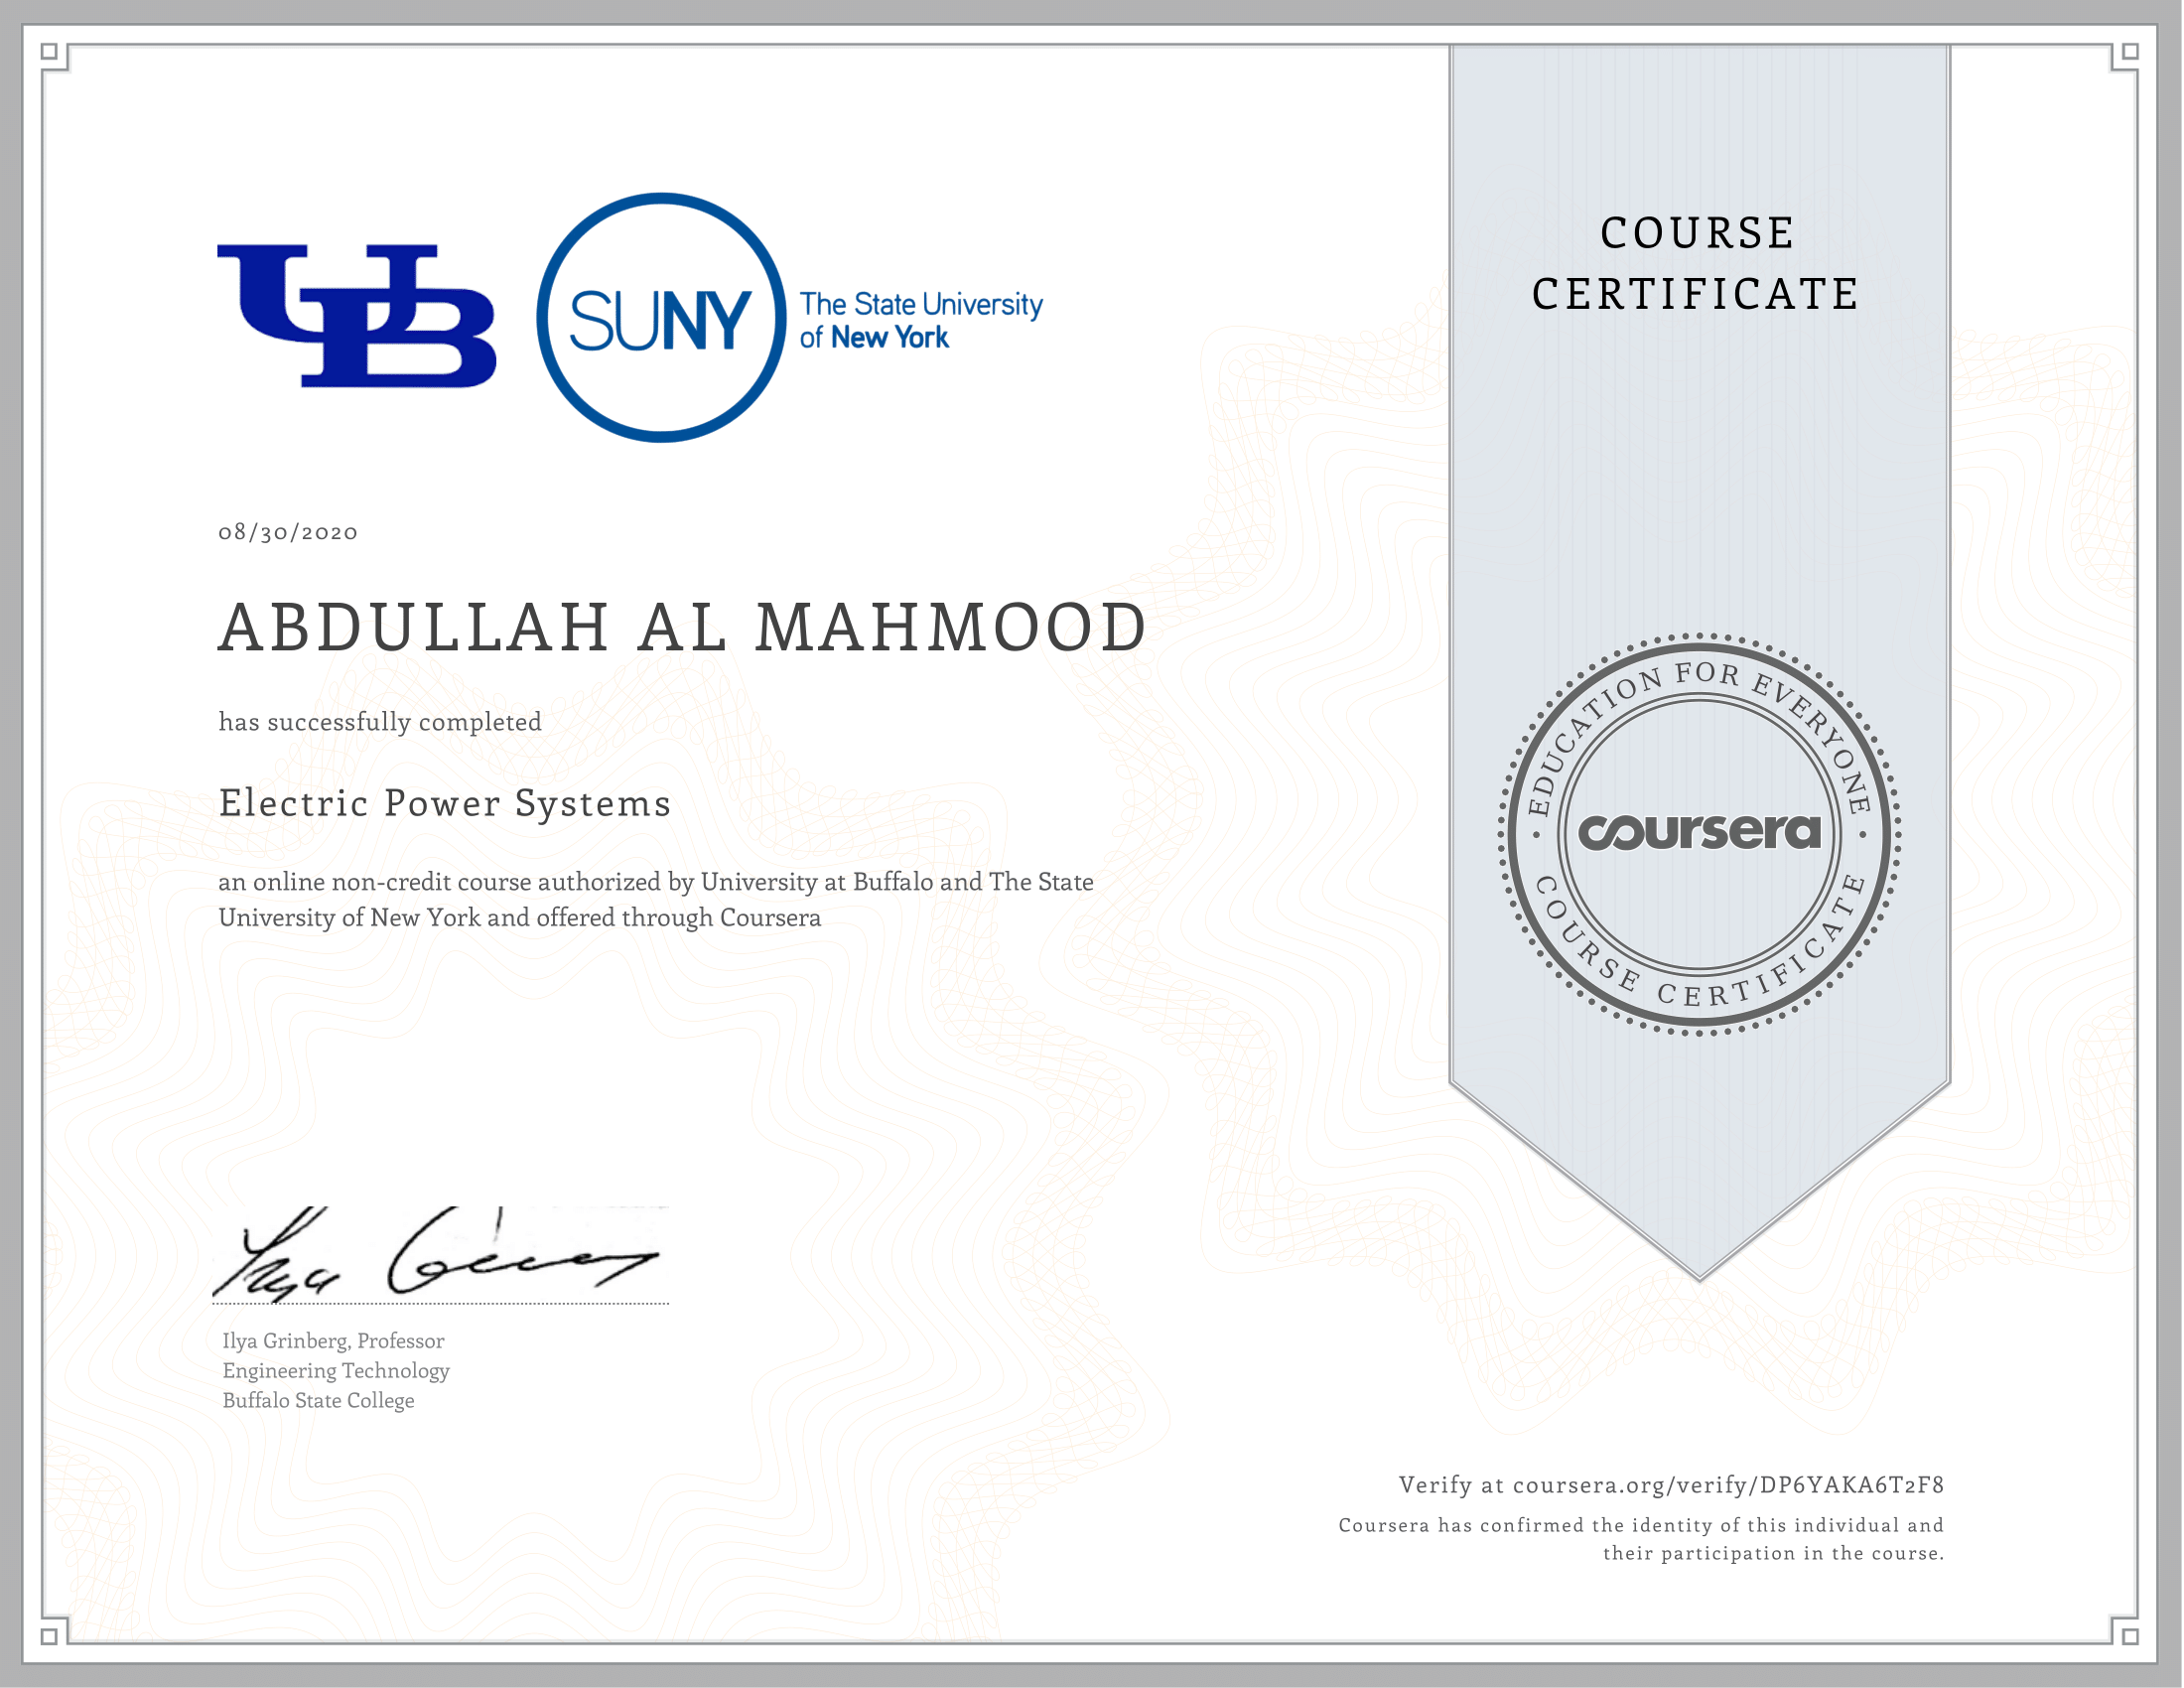 UB
SUNY
The State University
of New York
COURSE
CERTIFICATE
08/30/2020
ABDULLAH AL MAHMOOD
has successfully completed
Electric Power Systems
an online non-credit course authorized by University at Buffalo and The State
University of New York and offered through Coursera
EDUCATION FOR EVERYONE
coursera
COURSE CERTIFICATE
Ilya Grinberg, Professor
Engineering Technology
Buffalo State College
Verify at coursera.org/verify/DP6YAKA6T2F8
Coursera has confirmed the identity of this individual and
their participation in the course.